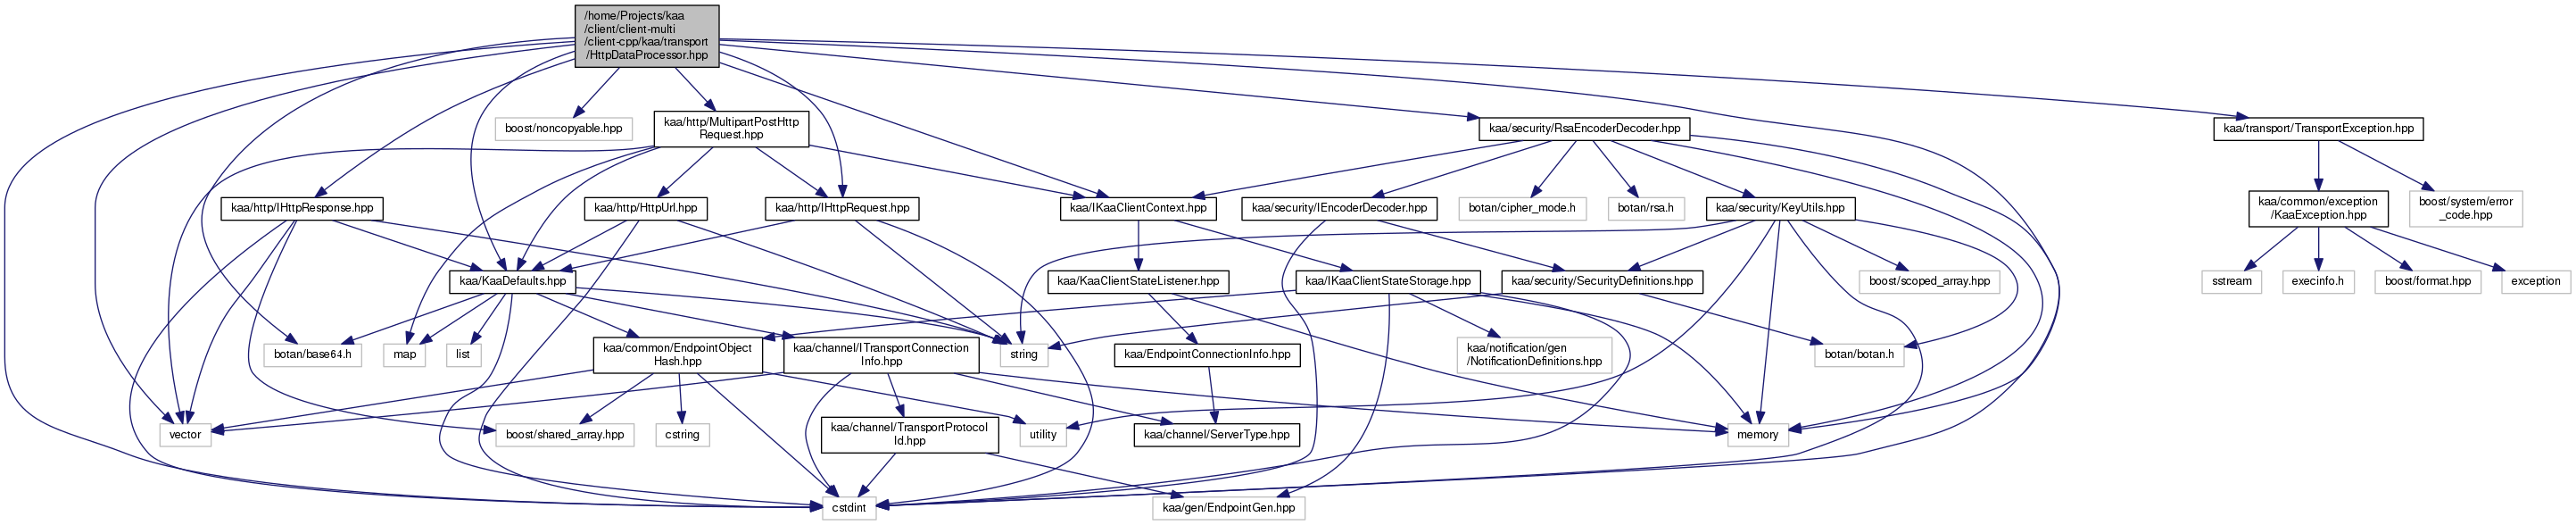 /home/Projects/kaa
/client/client-multi
/client-cpp/kaa/transport
/HttpDataProcessor.hpp
boost/noncopyable.hpp
kaa/http/MultipartPostHttp
Request.hpp
kaa/security/RsaEncoderDecoder.hpp
kaa/transport/TransportException.hpp
kaa/http/IHttpResponse.hpp
kaa/http/HttpUrl.hpp
kaa/http/IHttpRequest.hpp
kaa/IKaaClientContext.hpp
kaa/security/IEncoderDecoder.hpp
botan/cipher_mode.h
botan/rsa.h
kaa/security/KeyUtils.hpp
kaa/common/exception
/KaaException.hpp
boost/system/error
_code.hpp
kaa/KaaDefaults.hpp
kaa/KaaClientStateListener.hpp
kaa/IKaaClientStateStorage.hpp
kaa/security/SecurityDefinitions.hpp
boost/scoped_array.hpp
sstream
execinfo.h
boost/format.hpp
exception
botan/base64.h
map
list
kaa/common/EndpointObject
Hash.hpp
kaa/channel/ITransportConnection
Info.hpp
string
kaa/EndpointConnectionInfo.hpp
kaa/notification/gen
/NotificationDefinitions.hpp
botan/botan.h
vector
boost/shared_array.hpp
cstring
kaa/channel/TransportProtocol
Id.hpp
utility
kaa/channel/ServerType.hpp
memory
cstdint
kaa/gen/EndpointGen.hpp